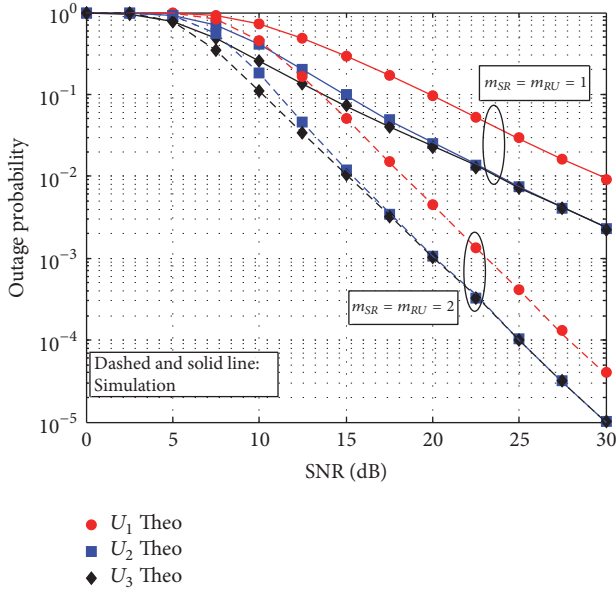 Outage probability
10^0
10^−1
10^−2
10^−3
10^−4
10^−5
m_SR = m_RU = 1
m_SR = m_RU = 2
Dashed and solid line:
Simulation
0 5 10 15 20 25 30
SNR (dB)
U_1 Theo
U_2 Theo
U_3 Theo